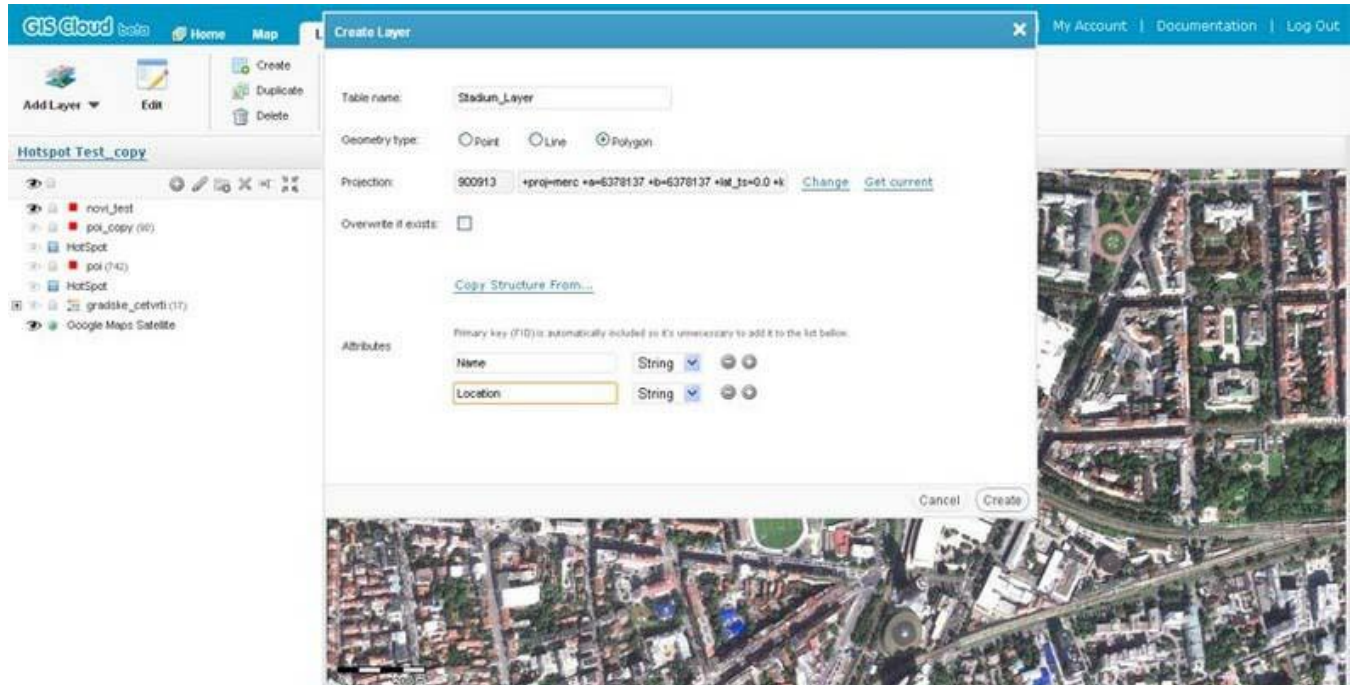 GIS Cloud beta
Home
Map
L
My Account | Documentation | Log Out
Add Layer
Edit
Create
Duplicate
Delete
Hotspot Test_copy
novi_test
poi_copy (90)
HotSpot
poi (742)
HotSpot
gradske_cetvrti (17)
Google Maps Satellite
Create Layer
Table name: Stadium_Layer
Geometry type: Point Line Polygon
Projection: 900913 +proj=merc +a=6378137 +b=6378137 +lat_ts=0.0 +k Change Get current
Overwrite if exists:
Copy Structure From...
Primary key (FID) is automatically included so it's unnecessary to add it to the list bellow.
Attributes
Name String
Location String
Cancel Create